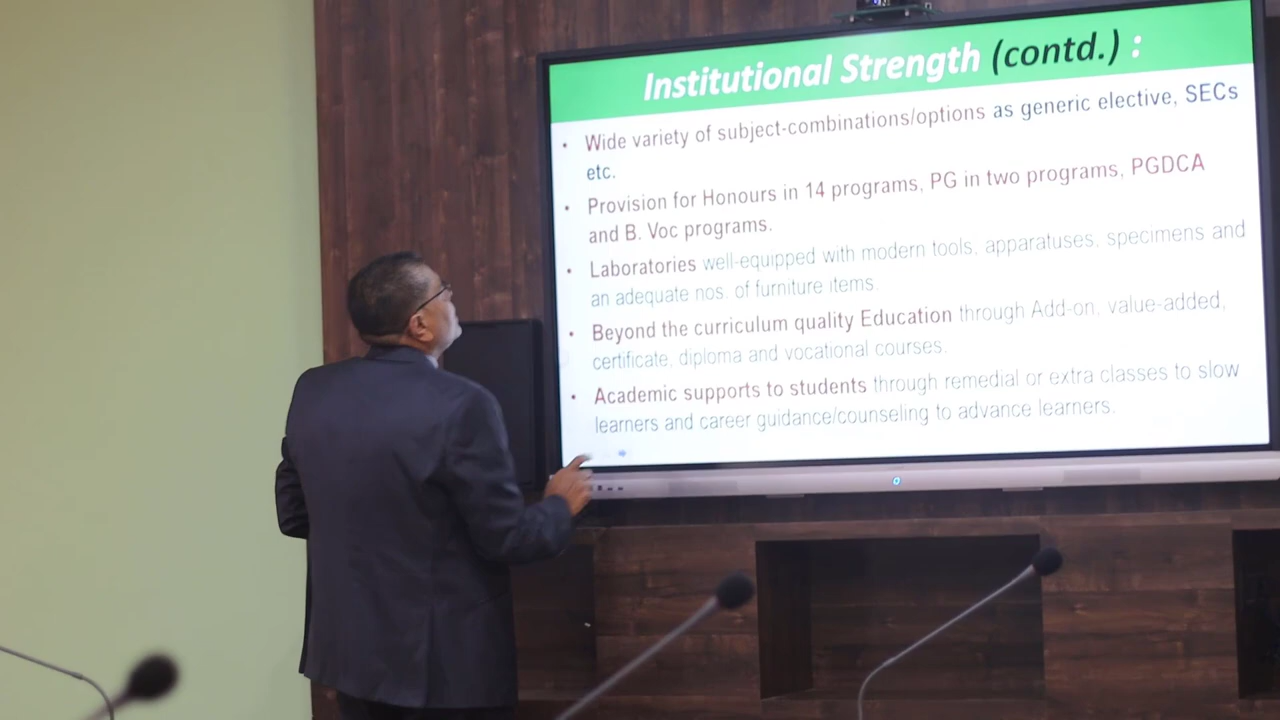 Institutional Strength (contd.) :
• Wide variety of subject-combinations/options as generic elective, SECs
etc.
• Provision for Honours in 14 programs, PG in two programs, PGDCA
and B. Voc programs.
• Laboratories well-equipped with modern tools, apparatuses, specimens and
an adequate nos. of furniture items.
• Beyond the curriculum quality Education through Add-on, value-added,
certificate, diploma and vocational courses.
• Academic supports to students through remedial or extra classes to slow
learners and career guidance/counseling to advance learners.